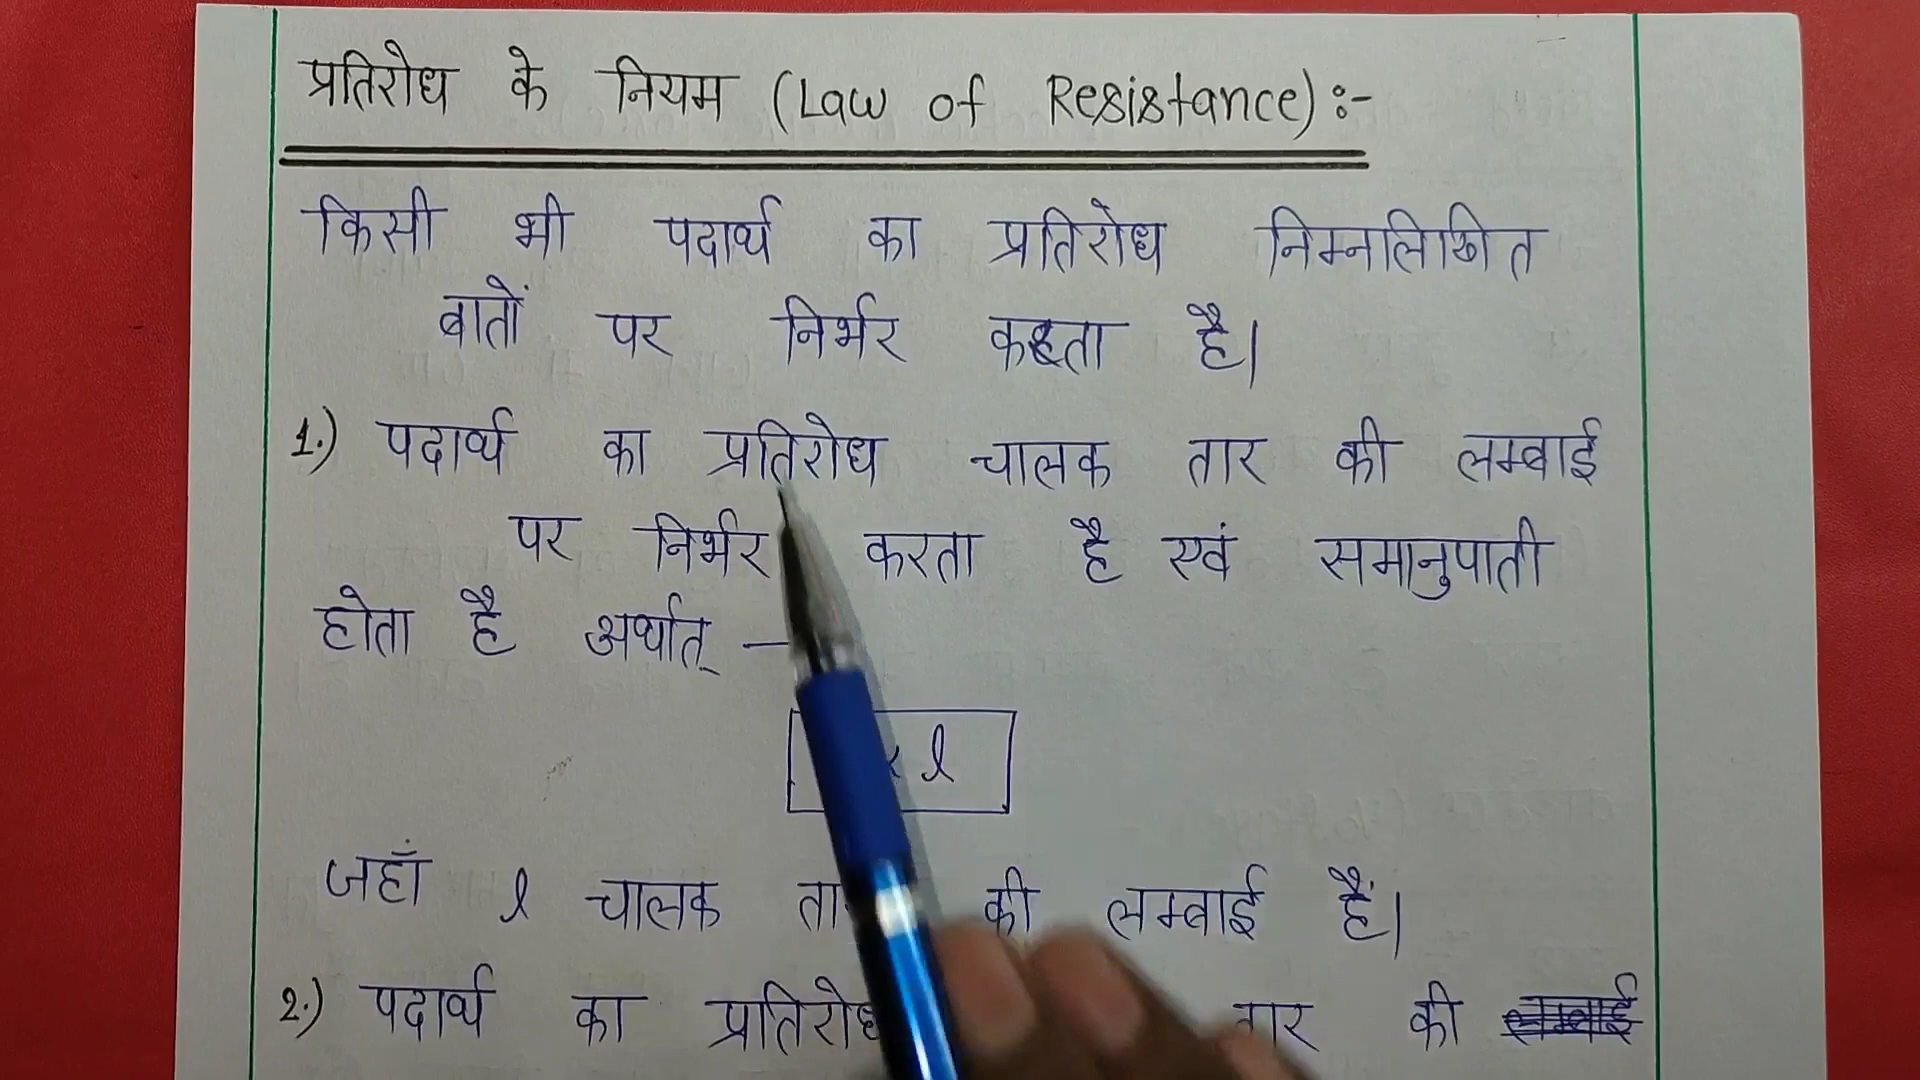 प्रतिरोध के नियम (Law of Resistance):-
किसी भी पदार्थ का प्रतिरोध निम्नलिखित
बातों पर निर्भर करता है।
1.) पदार्थ का प्रतिरोध चालक तार की लम्बाई
पर निर्भर करता है एवं समानुपाती
होता है अर्थात् –
l
जहाँ l चालक की लम्बाई हैं।
2.) पदार्थ का प्रतिरोध तार की